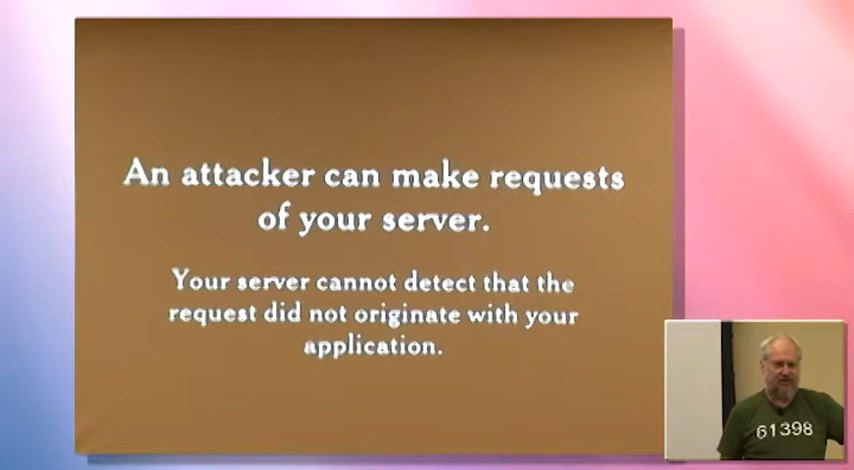 An attacker can make requests
of your server.
Your server cannot detect that the
request did not originate with your
application.
61398